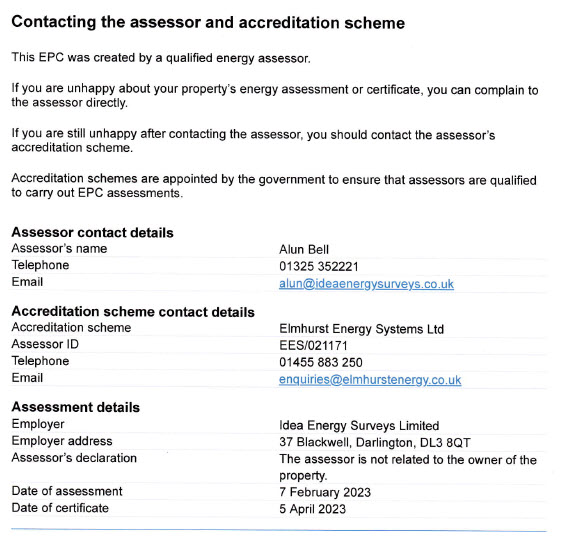 Contacting the assessor and accreditation scheme
This EPC was created by a qualified energy assessor.
If you are unhappy about your property's energy assessment or certificate, you can complain to
the assessor directly.
If you are still unhappy after contacting the assessor, you should contact the assessor's
accreditation scheme.
Accreditation schemes are appointed by the government to ensure that assessors are qualified
to carry out EPC assessments.
Assessor contact details
Assessor's name Alun Bell
Telephone 01325 352221
Email alun@ideaenergysurveys.co.uk
Accreditation scheme contact details
Accreditation scheme Elmhurst Energy Systems Ltd
Assessor ID EES/021171
Telephone 01455 883 250
Email enquiries@elmhurstenergy.co.uk
Assessment details
Employer Idea Energy Surveys Limited
Employer address 37 Blackwell, Darlington, DL3 8QT
Assessor's declaration The assessor is not related to the owner of the
property.
Date of assessment 7 February 2023
Date of certificate 5 April 2023